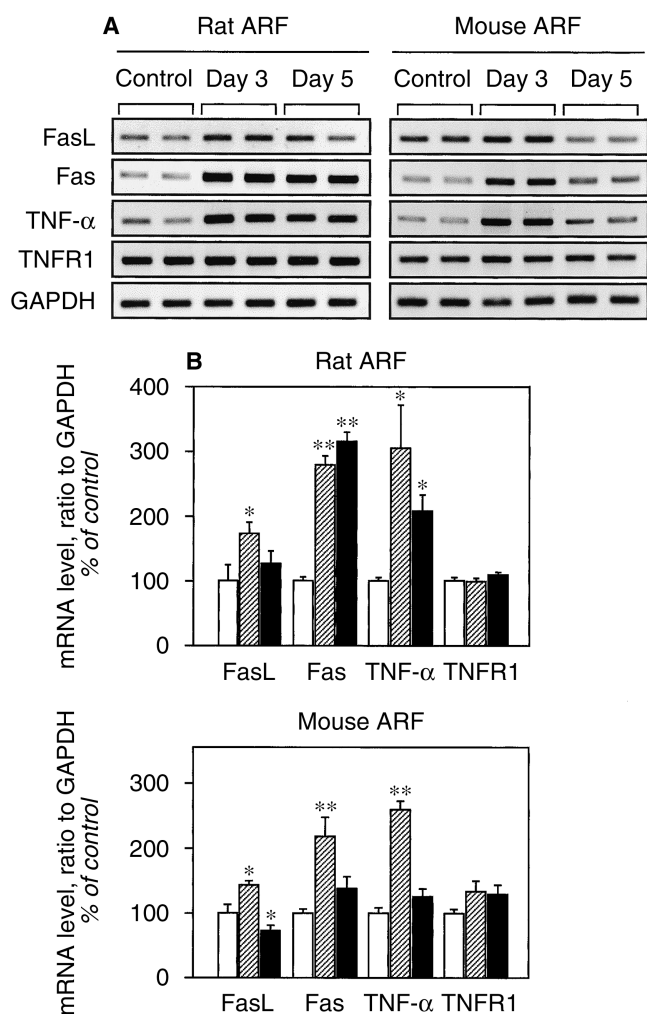 A Rat ARF Mouse ARF
Control Day 3 Day 5 Control Day 3 Day 5
FasL
Fas
TNF-α
TNFR1
GAPDH
B Rat ARF
mRNA level, ratio to GAPDH
% of control
400
300
200
100
0
*
**
**
*
*
FasL Fas TNF-α TNFR1
Mouse ARF
mRNA level, ratio to GAPDH
% of control
300
200
100
0
*
*
**
**
FasL Fas TNF-α TNFR1